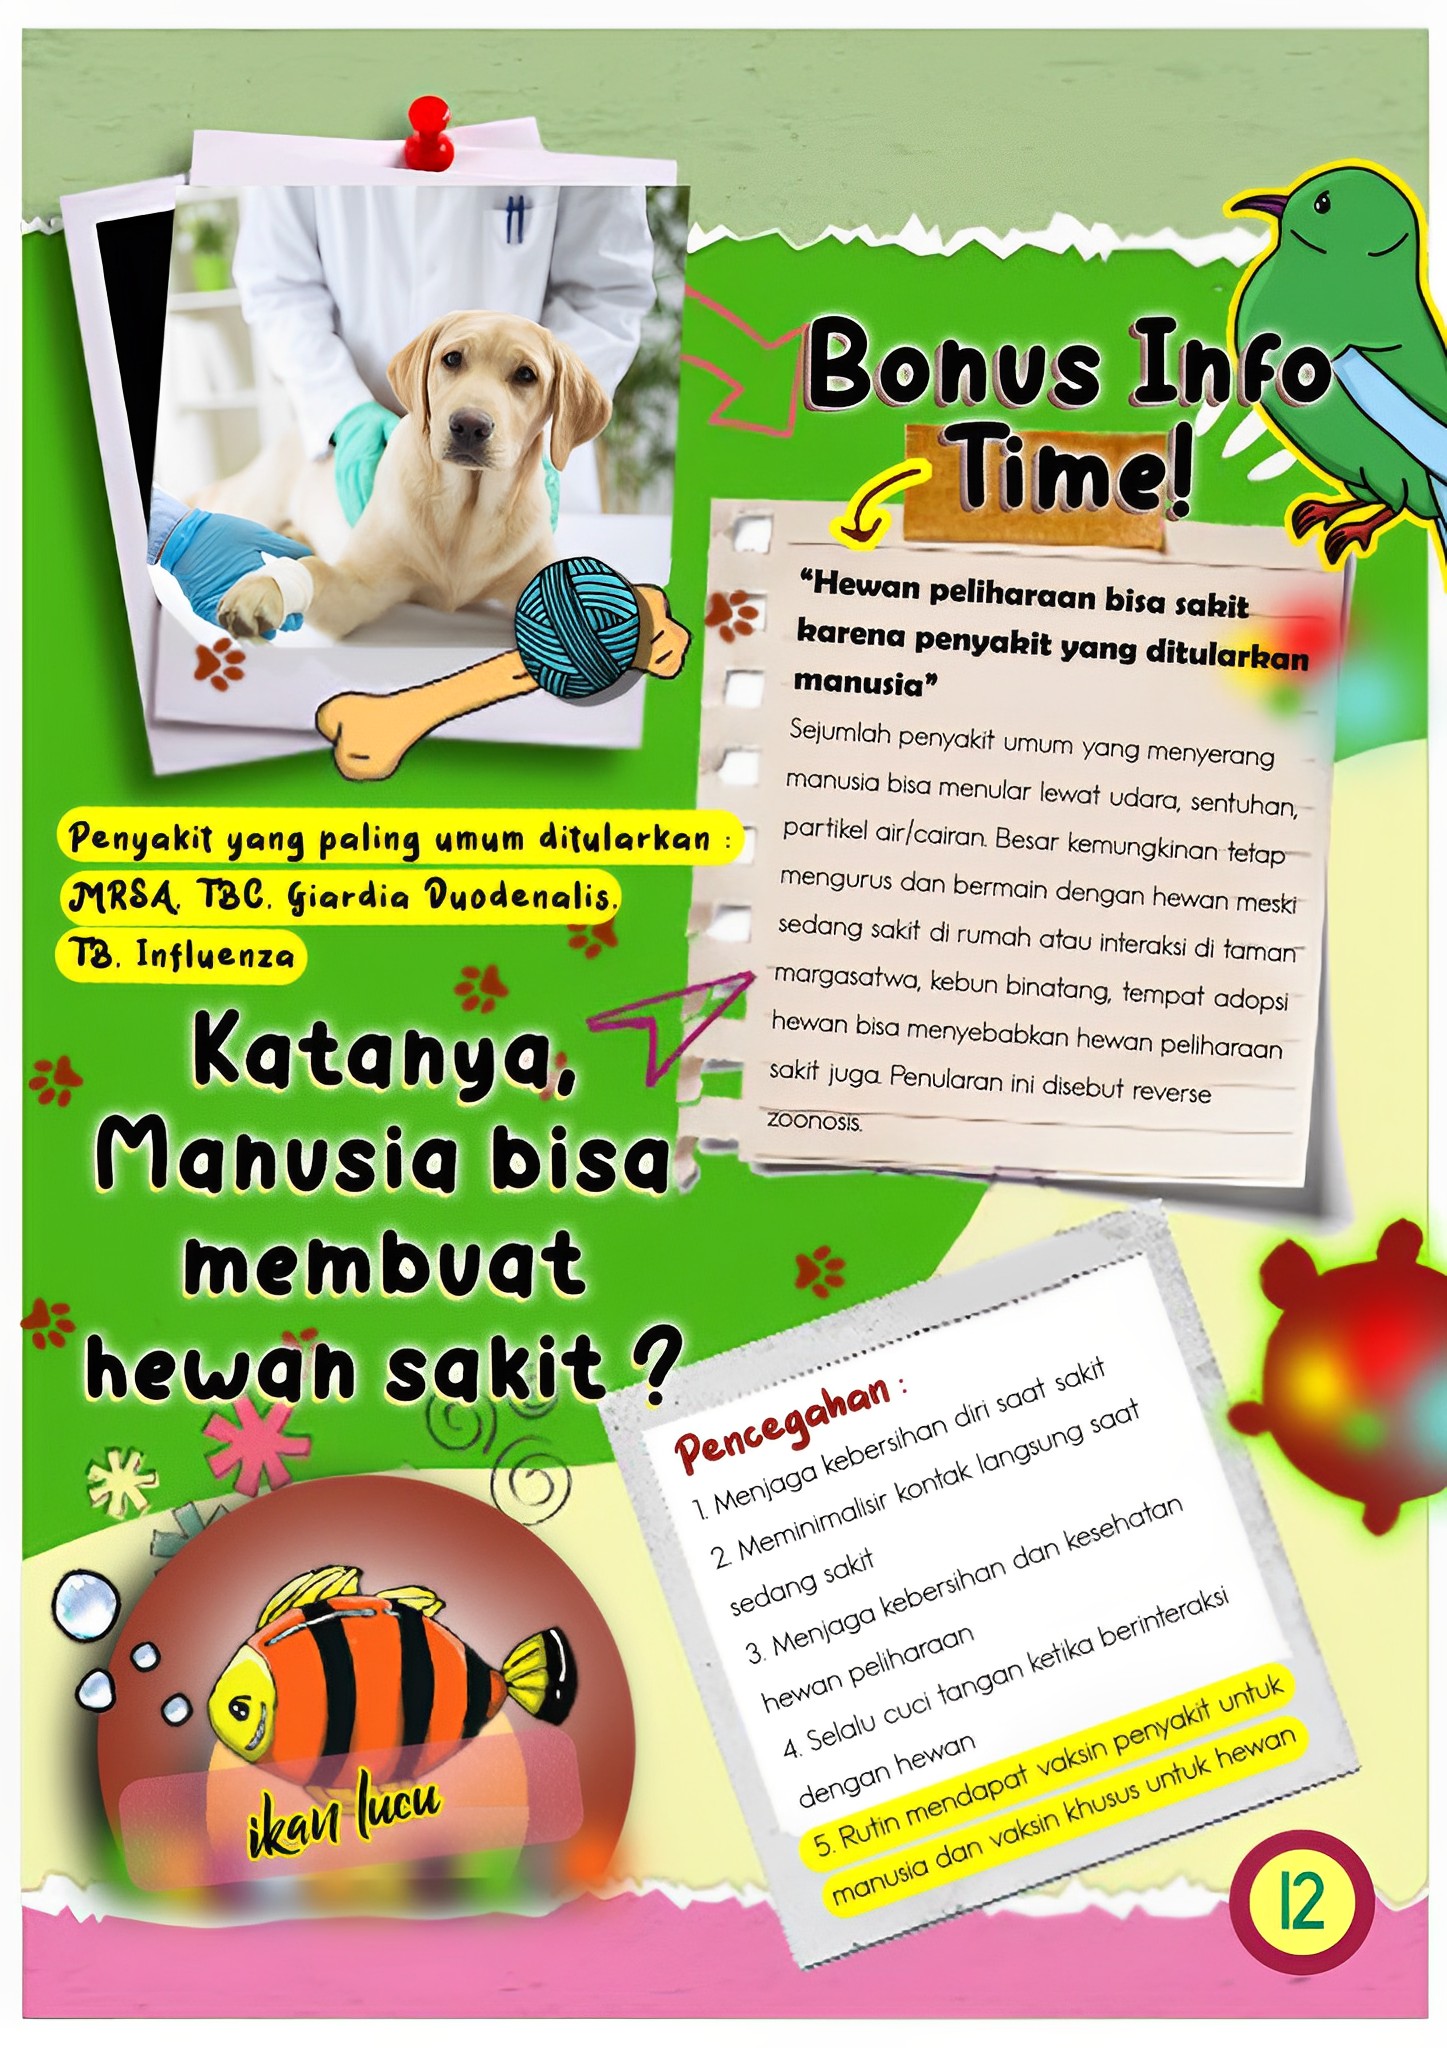 Bonus Info
Time!
“Hewan peliharaan bisa sakit
karena penyakit yang ditularkan
manusia”
Sejumlah penyakit umum yang menyerang
manusia bisa menular lewat udara, sentuhan,
partikel air/cairan. Besar kemungkinan tetap
mengurus dan bermain dengan hewan meski
sedang sakit di rumah atau interaksi di taman
margasatwa, kebun binatang, tempat adopsi
hewan bisa menyebabkan hewan peliharaan
sakit juga. Penularan ini disebut reverse
zoonosis.
Penyakit yang paling umum ditularkan :
MRSA, TBC, Giardia Duodenalis,
TB, Influenza
Katanya,
Manusia bisa
membuat
hewan sakit ?
Pencegahan :
1. Menjaga kebersihan diri saat sakit
2. Meminimalisir kontak langsung saat
sedang sakit
3. Menjaga kebersihan dan kesehatan
hewan peliharaan
4. Selalu cuci tangan ketika berinteraksi
dengan hewan
5. Rutin mendapat vaksin penyakit untuk
manusia dan vaksin khusus untuk hewan
ikan lucu
12